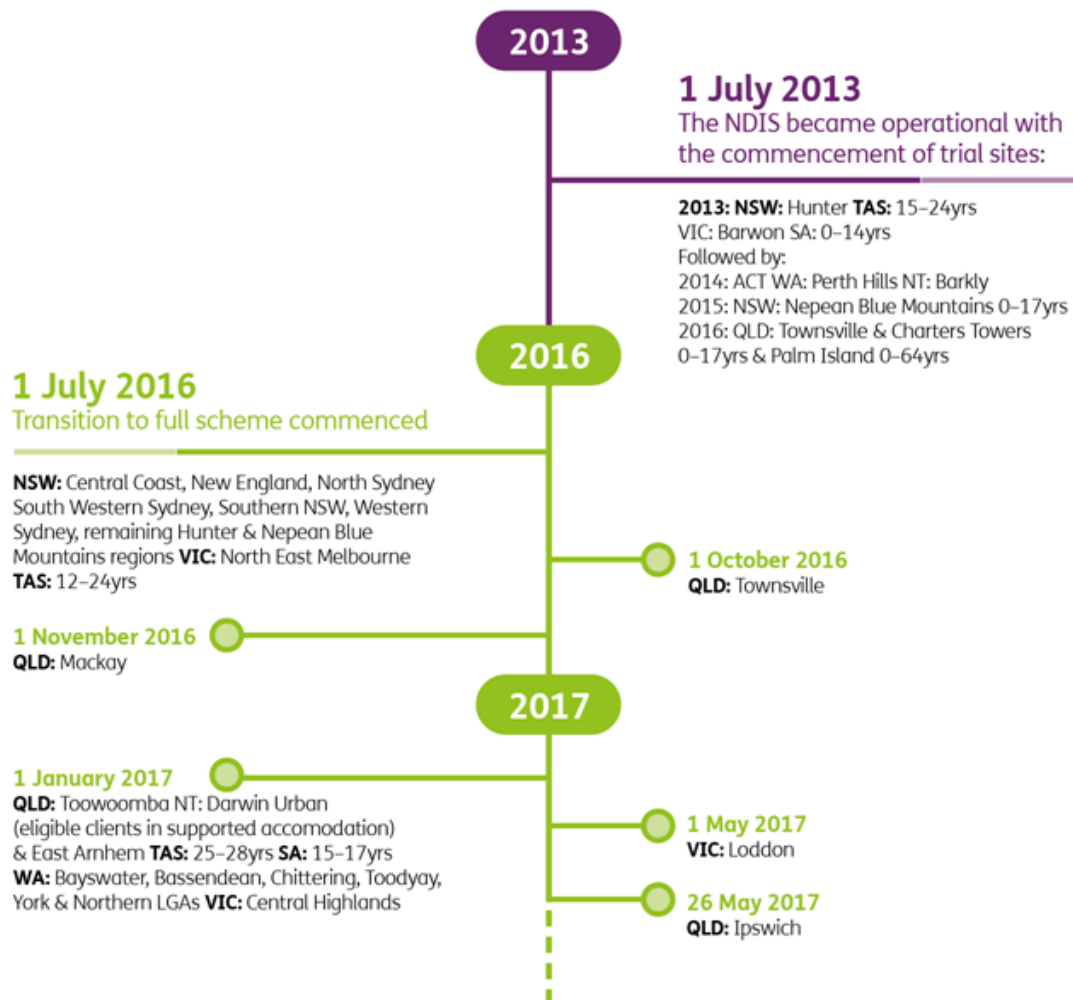 2013
1 July 2013
The NDIS became operational with
the commencement of trial sites:
2013: NSW: Hunter TAS: 15–24yrs
VIC: Barwon SA: 0–14yrs
Followed by:
2014: ACT WA: Perth Hills NT: Barkly
2015: NSW: Nepean Blue Mountains 0–17yrs
2016: QLD: Townsville & Charters Towers
0–17yrs & Palm Island 0–64yrs
2016
1 July 2016
Transition to full scheme commenced
NSW: Central Coast, New England, North Sydney
South Western Sydney, Southern NSW, Western
Sydney, remaining Hunter & Nepean Blue
Mountains regions VIC: North East Melbourne
TAS: 12–24yrs
1 October 2016
QLD: Townsville
1 November 2016
QLD: Mackay
2017
1 January 2017
QLD: Toowoomba NT: Darwin Urban
(eligible clients in supported accomodation)
& East Arnhem TAS: 25–28yrs SA: 15–17yrs
WA: Bayswater, Bassendean, Chittering, Toodyay,
York & Northern LGAs VIC: Central Highlands
1 May 2017
VIC: Loddon
26 May 2017
QLD: Ipswich